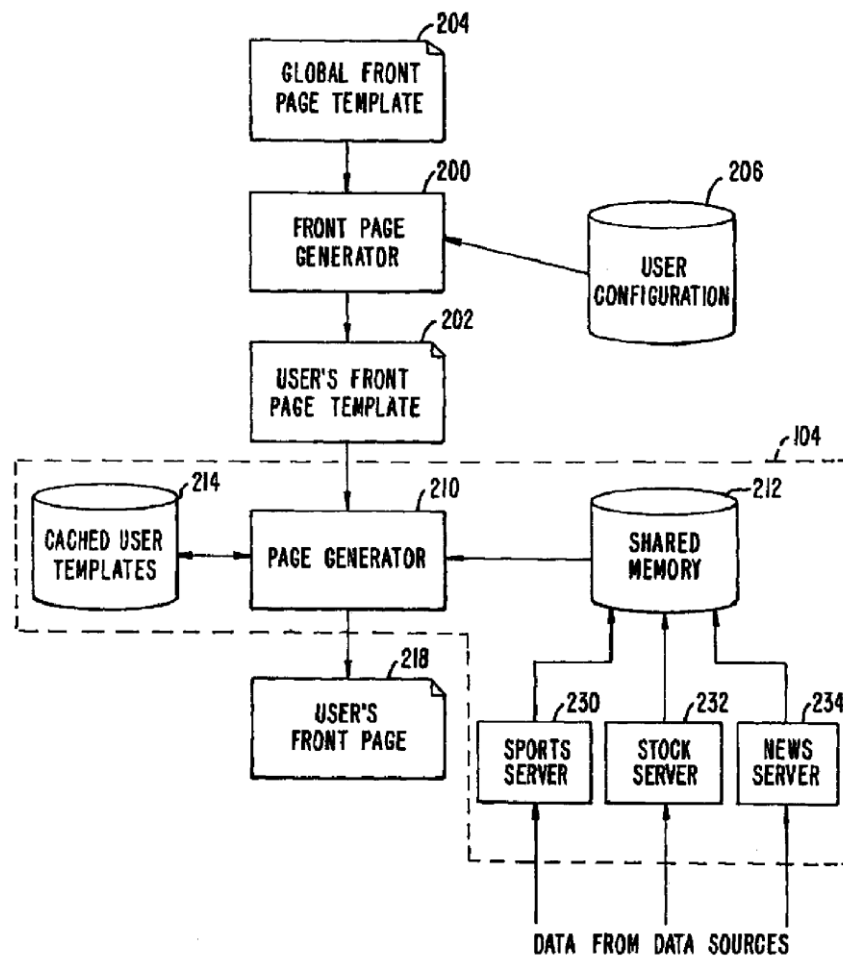 204
GLOBAL FRONT
PAGE TEMPLATE
200
FRONT PAGE
GENERATOR
206
USER
CONFIGURATION
202
USER'S FRONT
PAGE TEMPLATE
104
214
CACHED USER
TEMPLATES
210
PAGE GENERATOR
212
SHARED
MEMORY
218
USER'S
FRONT PAGE
230
SPORTS
SERVER
232
STOCK
SERVER
234
NEWS
SERVER
DATA FROM DATA SOURCES